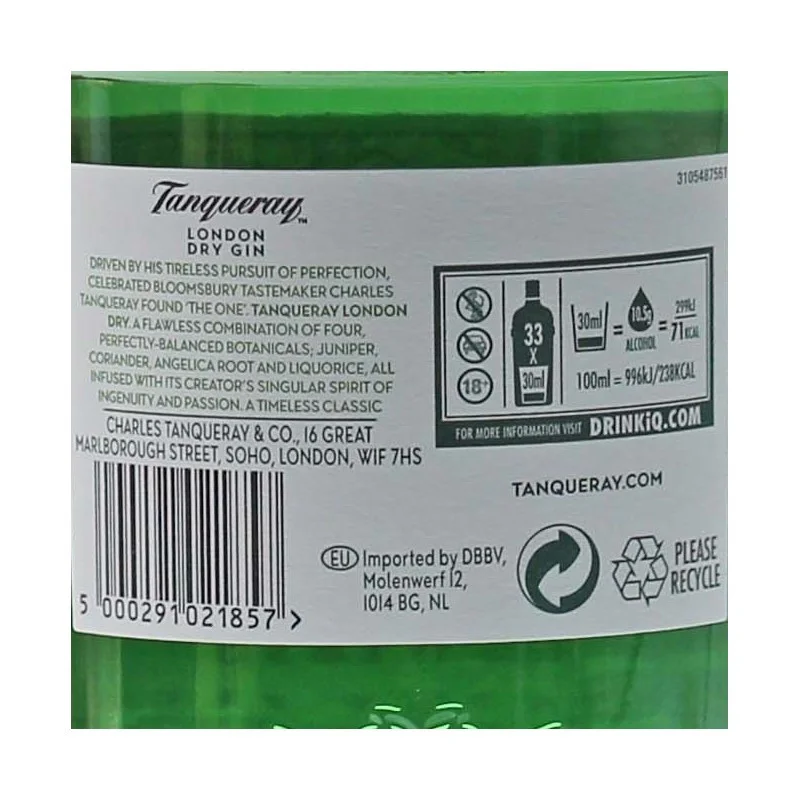 3105487561
Tanqueray™
LONDON
DRY GIN
DRIVEN BY HIS TIRELESS PURSUIT OF PERFECTION,
CELEBRATED BLOOMSBURY TASTEMAKER CHARLES
TANQUERAY FOUND 'THE ONE'. TANQUERAY LONDON
DRY. A FLAWLESS COMBINATION OF FOUR,
PERFECTLY-BALANCED BOTANICALS; JUNIPER,
CORIANDER, ANGELICA ROOT AND LIQUORICE, ALL
INFUSED WITH ITS CREATOR'S SINGULAR SPIRIT OF
INGENUITY AND PASSION. A TIMELESS CLASSIC
CHARLES TANQUERAY & CO., 16 GREAT
MARLBOROUGH STREET, SOHO, LONDON, W1F 7HS
5 000291 021857 >
18+
33
X
30ml
30ml = 10.5g = 299kJ
ALCOHOL
71KCAL
100ml = 996kJ/238KCAL
FOR MORE INFORMATION VISIT DRINKiQ.COM
TANQUERAY.COM
EU Imported by DBBV,
Molenwerf 12,
1014 BG, NL
PLEASE
RECYCLE